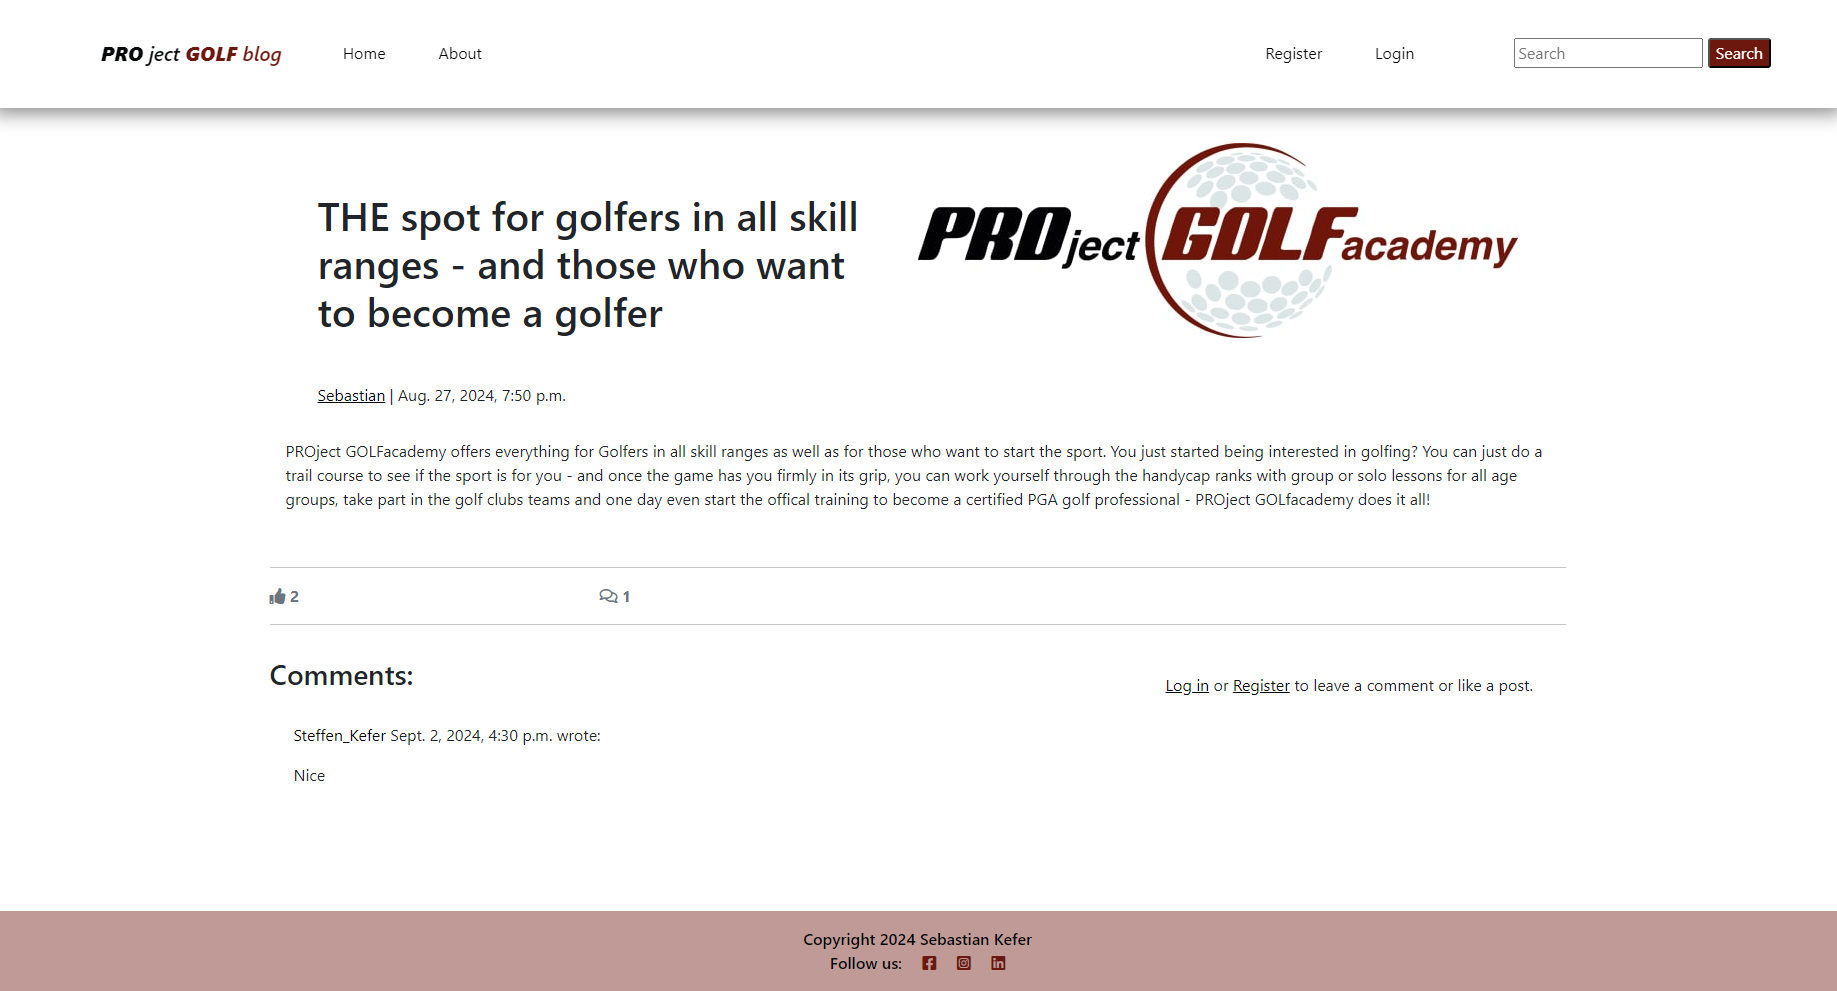 PRO ject GOLF blog
Home
About
Register
Login
Search
Search
THE spot for golfers in all skill
ranges - and those who want
to become a golfer
PROject GOLFacademy
Sebastian | Aug. 27, 2024, 7:50 p.m.
PROject GOLFacademy offers everything for Golfers in all skill ranges as well as for those who want to start the sport. You just started being interested in golfing? You can just do a
trail course to see if the sport is for you - and once the game has you firmly in its grip, you can work yourself through the handycap ranks with group or solo lessons for all age
groups, take part in the golf clubs teams and one day even start the offical training to become a certified PGA golf professional - PROject GOLfacademy does it all!
2
1
Comments:
Log in or Register to leave a comment or like a post.
Steffen_Kefer Sept. 2, 2024, 4:30 p.m. wrote:
Nice
Copyright 2024 Sebastian Kefer
Follow us: